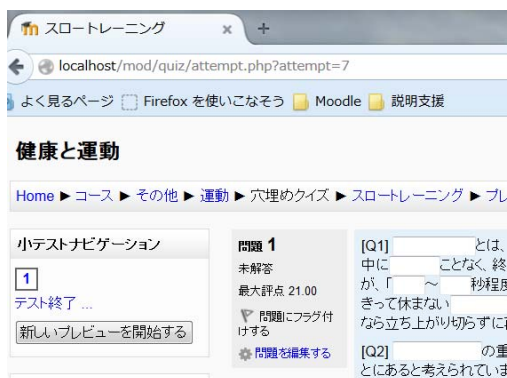 スロートレーニング
localhost/mod/quiz/attempt.php?attempt=7
よく見るページ Firefox を使いこなそう Moodle 説明支援
健康と運動
Home ► コース ► その他 ► 運動 ► 穴埋めクイズ ► スロートレーニング ► プレ
小テストナビゲーション
1
テスト終了 ...
新しいプレビューを開始する
問題 1
未解答
最大評点 21.00
問題にフラグ付
けする
問題を編集する
[Q1] とは、
中に ことなく、終
が、「 ～ 秒程度
きって休まない
なら立ち上がり切らずに
[Q2] の重
とにあると考えられていま